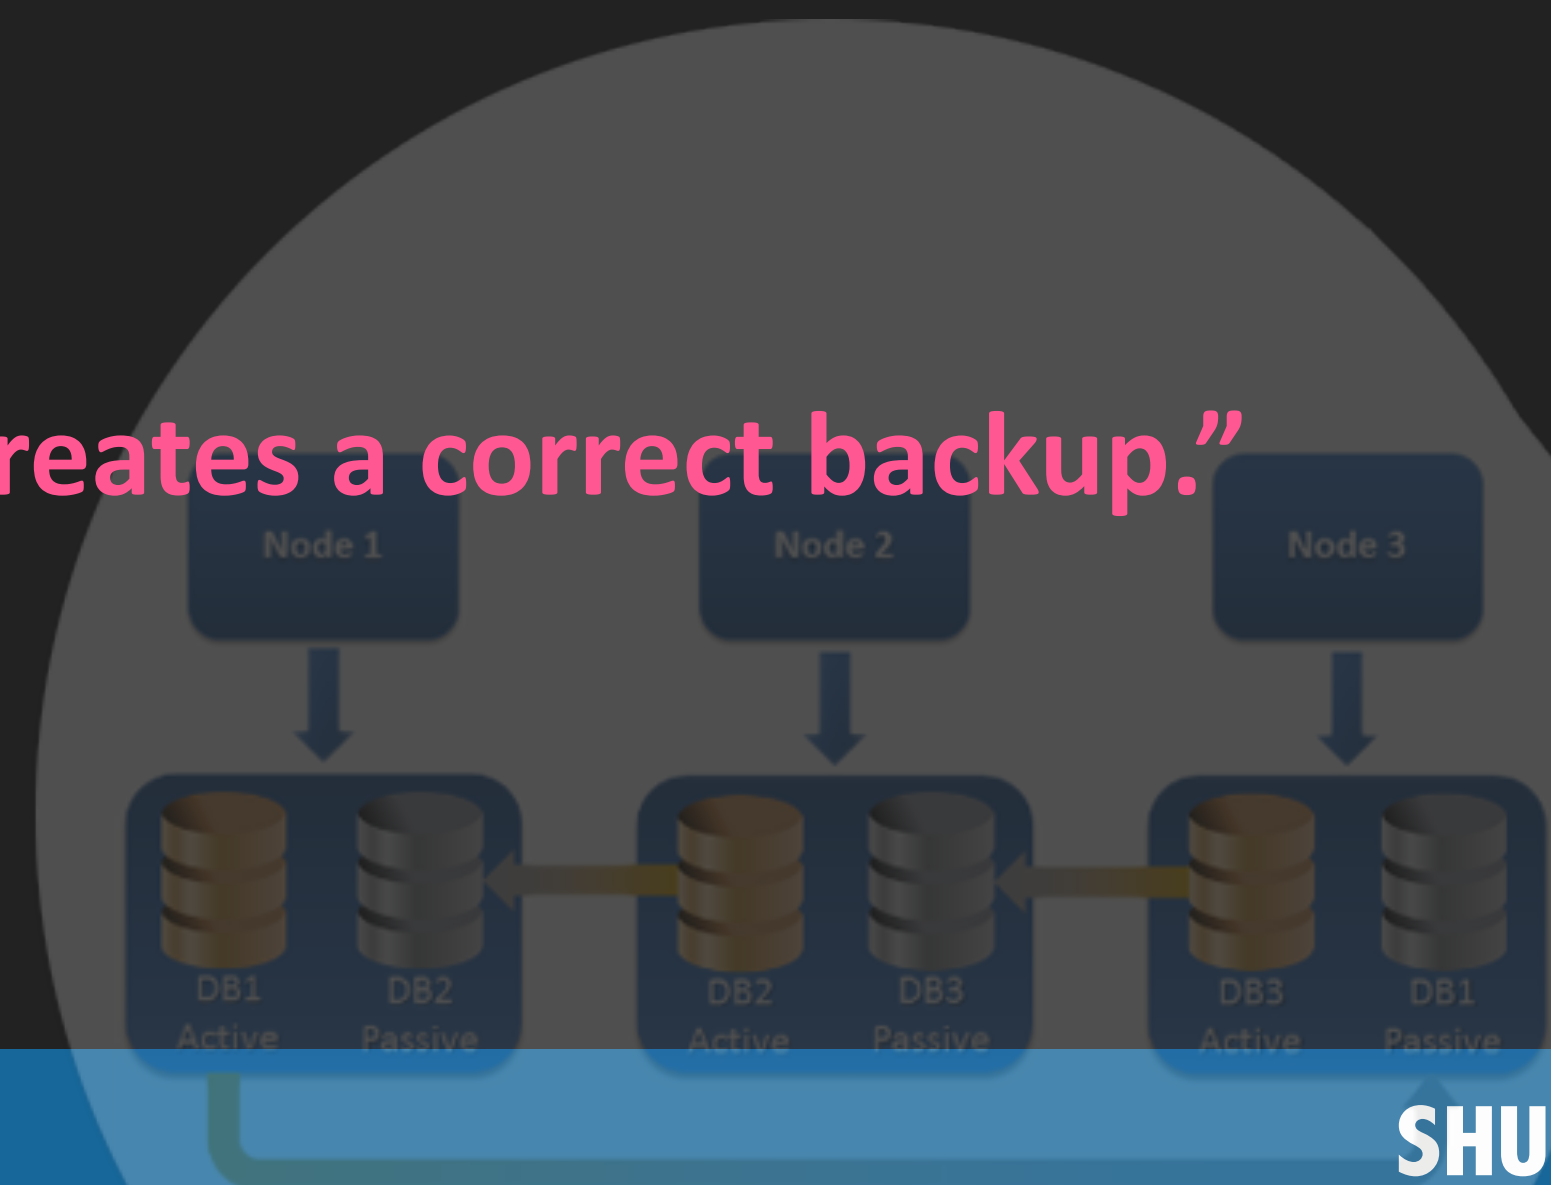 reates a correct backup.”
Node 1 Node 2 Node 3
DB1 DB2 DB2 DB3 DB3 DB1
Active Passive Active Passive Active Passive
SHU